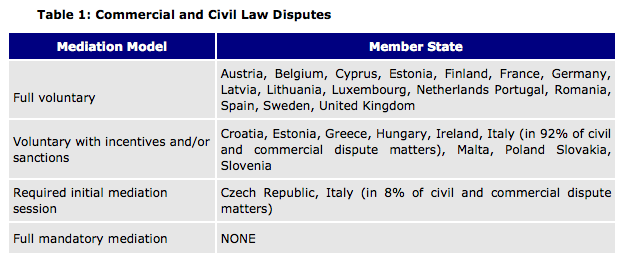 Table 1: Commercial and Civil Law Disputes
Mediation Model
Member State
Full voluntary
Austria, Belgium, Cyprus, Estonia, Finland, France, Germany,
Latvia, Lithuania, Luxembourg, Netherlands Portugal, Romania,
Spain, Sweden, United Kingdom
Voluntary with incentives and/or
sanctions
Croatia, Estonia, Greece, Hungary, Ireland, Italy (in 92% of civil
and commercial dispute matters), Malta, Poland Slovakia,
Slovenia
Required initial mediation
session
Czech Republic, Italy (in 8% of civil and commercial dispute
matters)
Full mandatory mediation
NONE